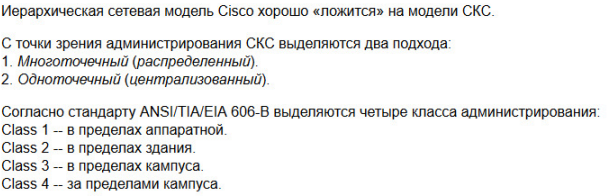 Иерархическая сетевая модель Cisco хорошо «ложится» на модели СКС.
С точки зрения администрирования СКС выделяются два подхода:
1. Многоточечный (распределенный).
2. Одноточечный (централизованный).
Согласно стандарту ANSI/TIA/EIA 606-B выделяются четыре класса администрирования:
Class 1 -- в пределах аппаратной.
Class 2 -- в пределах здания.
Class 3 -- в пределах кампуса.
Class 4 -- за пределами кампуса.